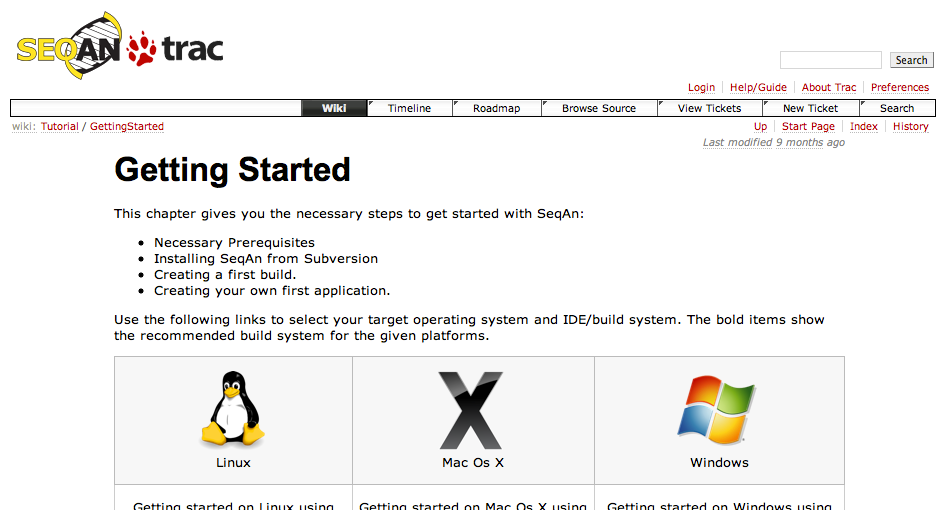 SEQAN trac
Search
Login Help/Guide About Trac Preferences
Wiki Timeline Roadmap Browse Source View Tickets New Ticket Search
wiki: Tutorial / GettingStarted Up Start Page Index History
Last modified 9 months ago
Getting Started
This chapter gives you the necessary steps to get started with SeqAn:
• Necessary Prerequisites
• Installing SeqAn from Subversion
• Creating a first build.
• Creating your own first application.
Use the following links to select your target operating system and IDE/build system. The bold items show
the recommended build system for the given platforms.
Linux Mac Os X Windows
Getting started on Linux using Getting started on Mac Os X using Getting started on Windows using